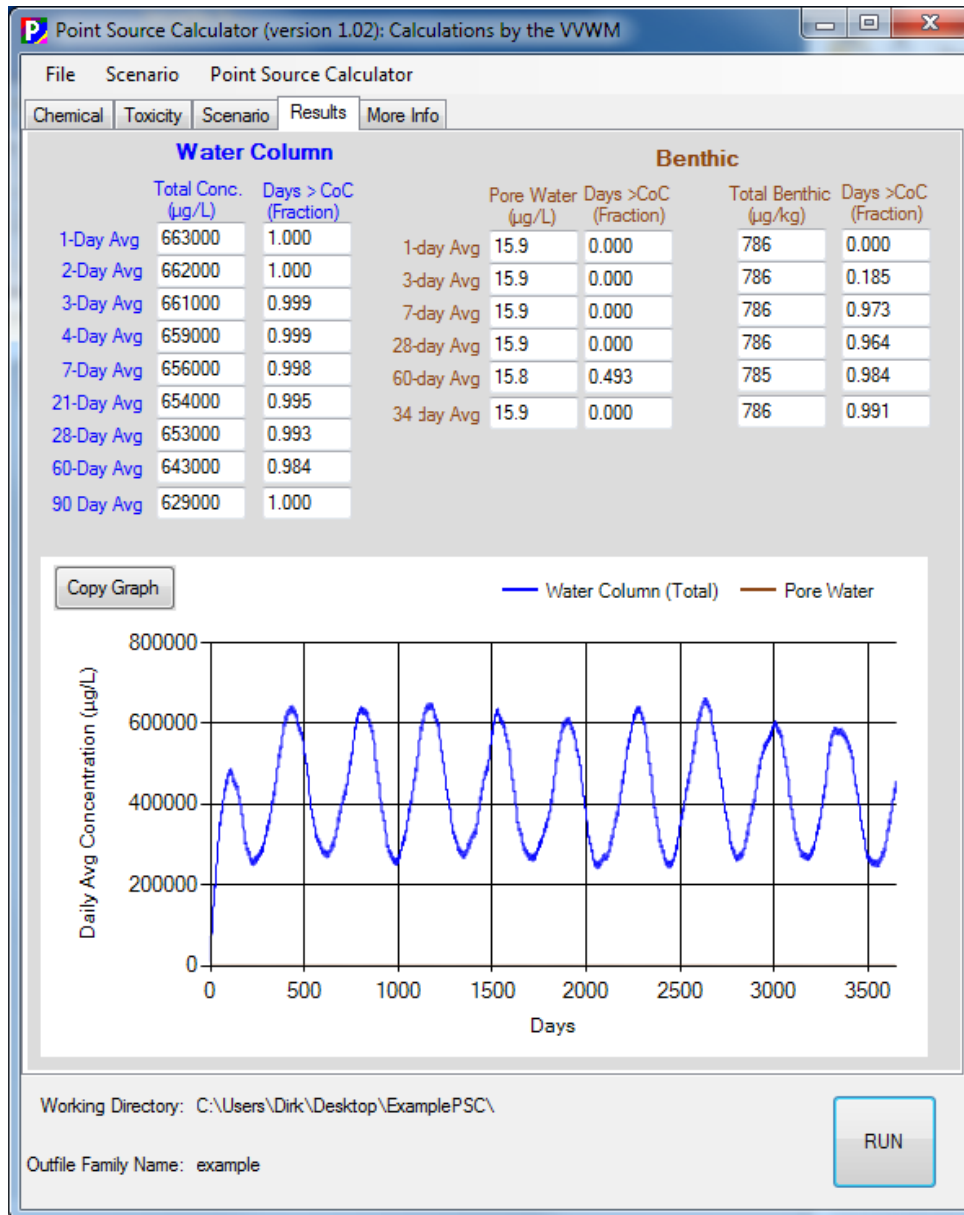 Point Source Calculator (version 1.02): Calculations by the VVWM
File Scenario Point Source Calculator
Chemical Toxicity Scenario Results More Info
Water Column
Total Conc. (µg/L) Days > CoC (Fraction)
1-Day Avg 663000 1.000
2-Day Avg 662000 1.000
3-Day Avg 661000 0.999
4-Day Avg 659000 0.999
7-Day Avg 656000 0.998
21-Day Avg 654000 0.995
28-Day Avg 653000 0.993
60-Day Avg 643000 0.984
90 Day Avg 629000 1.000
Benthic
Pore Water (µg/L) Days >CoC (Fraction) Total Benthic (µg/kg) Days >CoC (Fraction)
1-day Avg 15.9 0.000 786 0.000
3-day Avg 15.9 0.000 786 0.185
7-day Avg 15.9 0.000 786 0.973
28-day Avg 15.9 0.000 786 0.964
60-day Avg 15.8 0.493 785 0.984
34 day Avg 15.9 0.000 786 0.991
Copy Graph
Water Column (Total) Pore Water
Daily Avg Concentration (µg/L)
800000
600000
400000
200000
0
0 500 1000 1500 2000 2500 3000 3500
Days
Working Directory: C:\Users\Dirk\Desktop\ExamplePSC\
Outfile Family Name: example
RUN